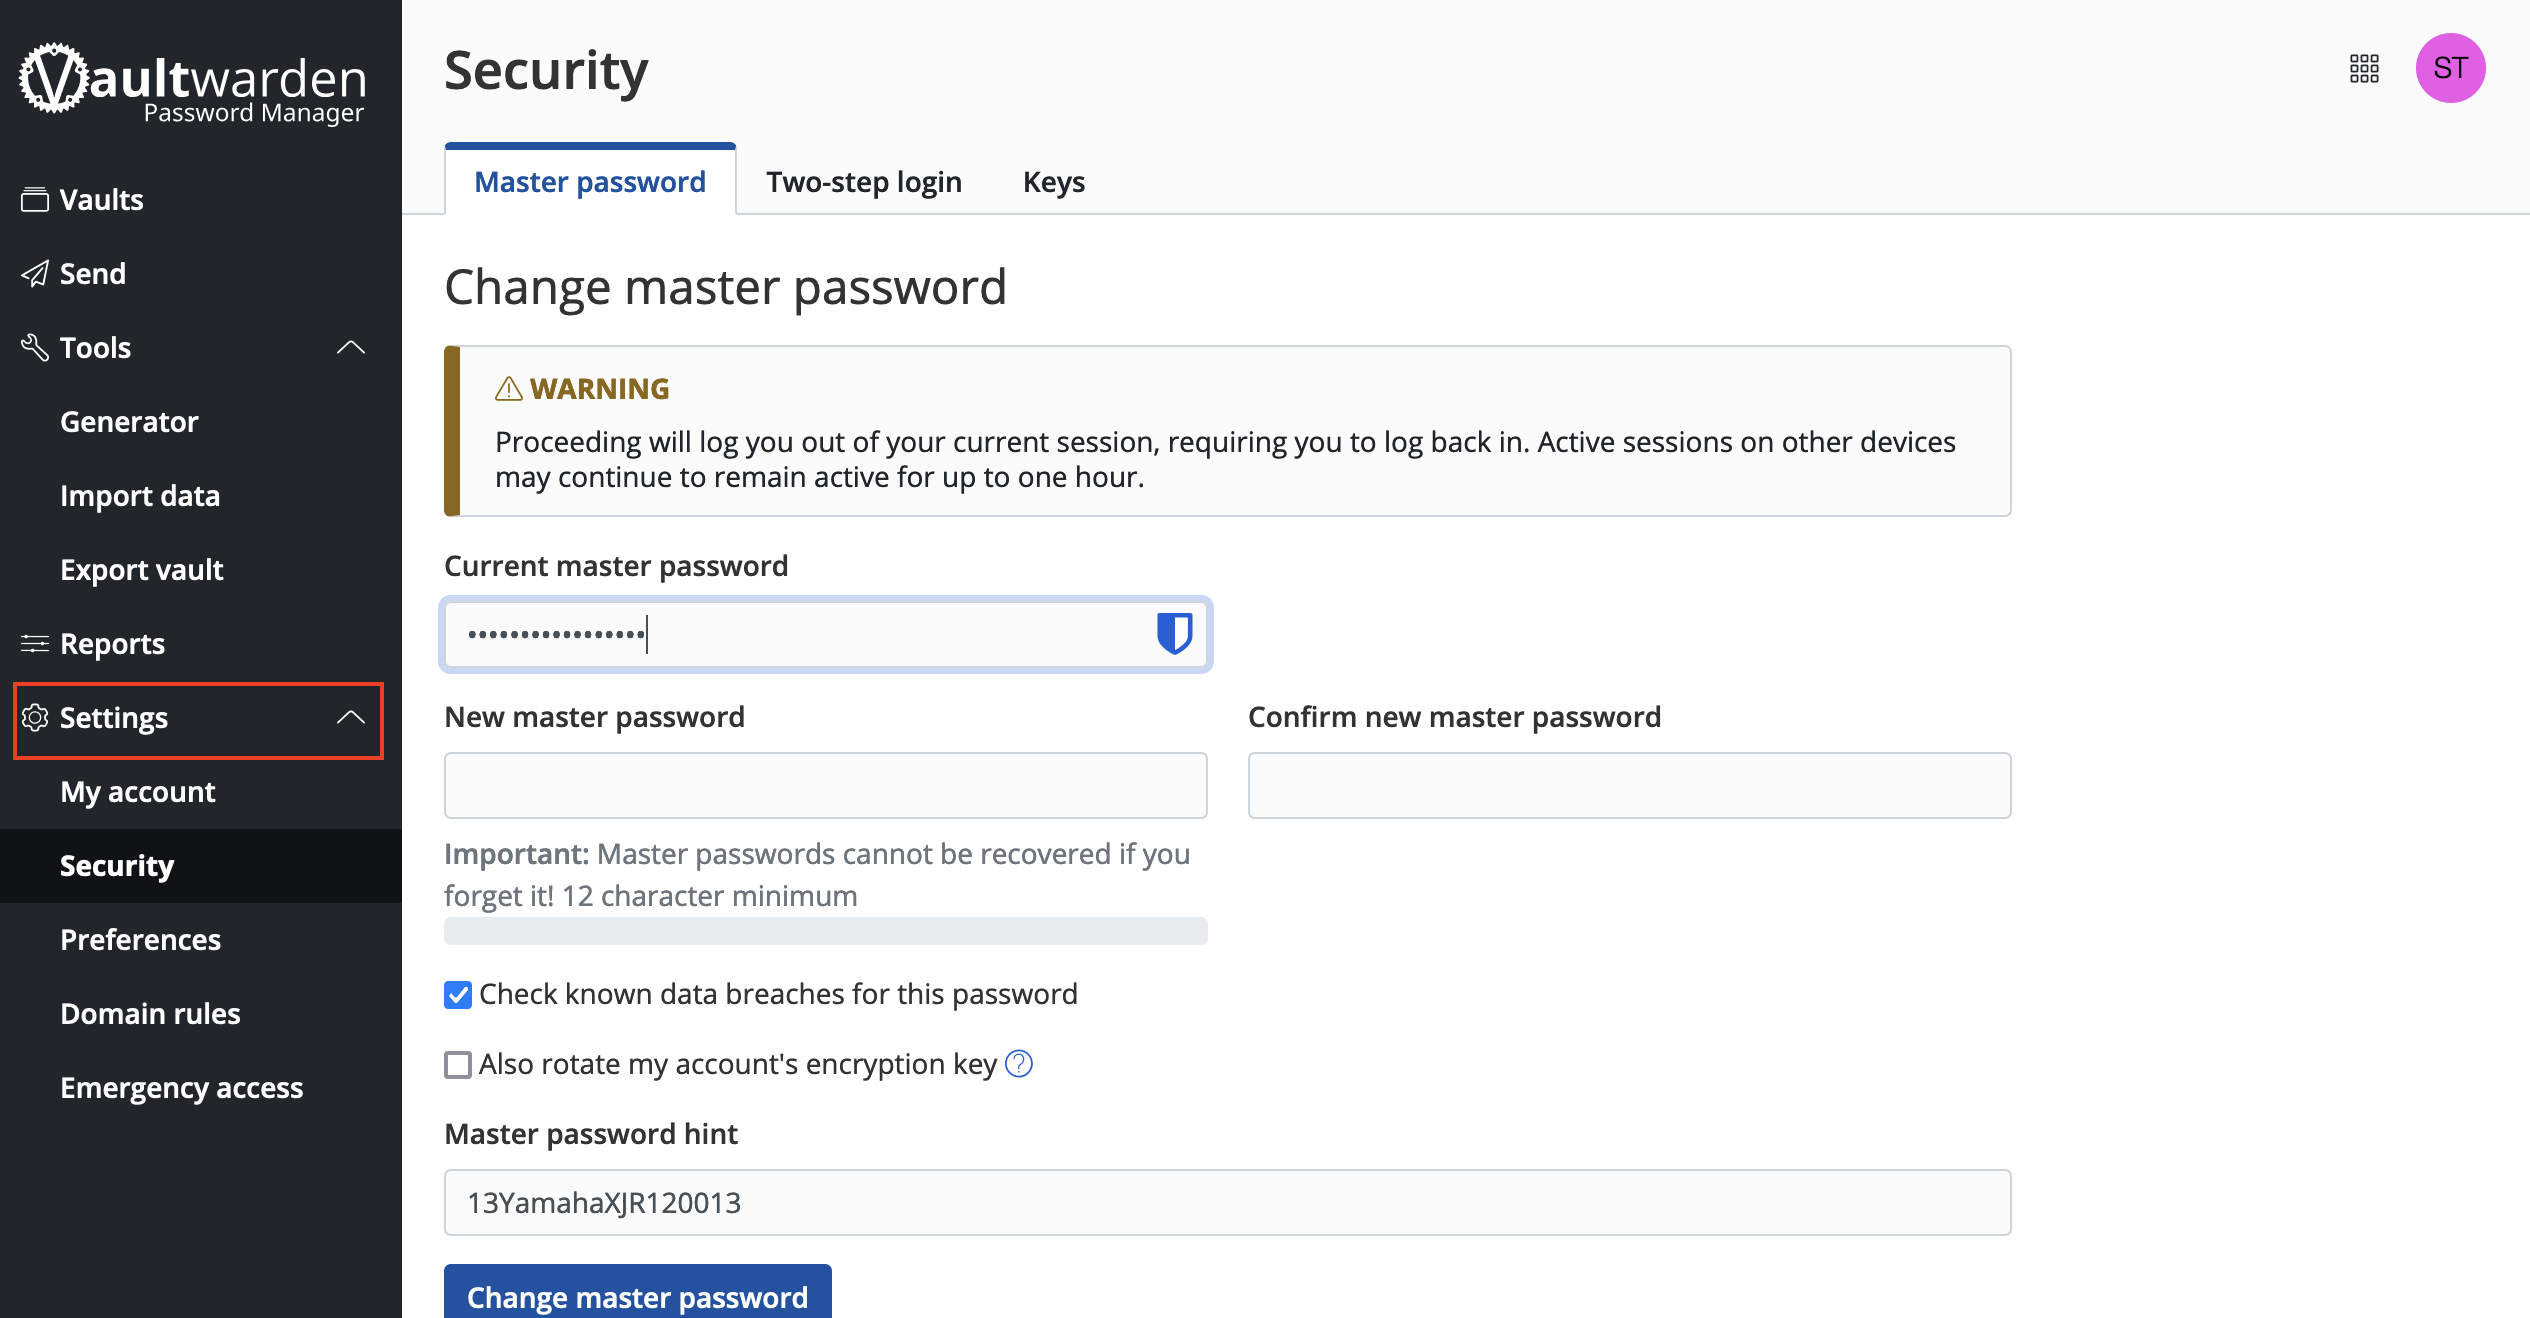 Vaultwarden
Password Manager
Vaults
Send
Tools
Generator
Import data
Export vault
Reports
Settings
My account
Security
Preferences
Domain rules
Emergency access
Security
ST
Master password
Two-step login
Keys
Change master password
WARNING
Proceeding will log you out of your current session, requiring you to log back in. Active sessions on other devices
may continue to remain active for up to one hour.
Current master password
•••••••••••••••••
New master password
Confirm new master password
Important: Master passwords cannot be recovered if you
forget it! 12 character minimum
Check known data breaches for this password
Also rotate my account's encryption key
Master password hint
13YamahaXJR120013
Change master password